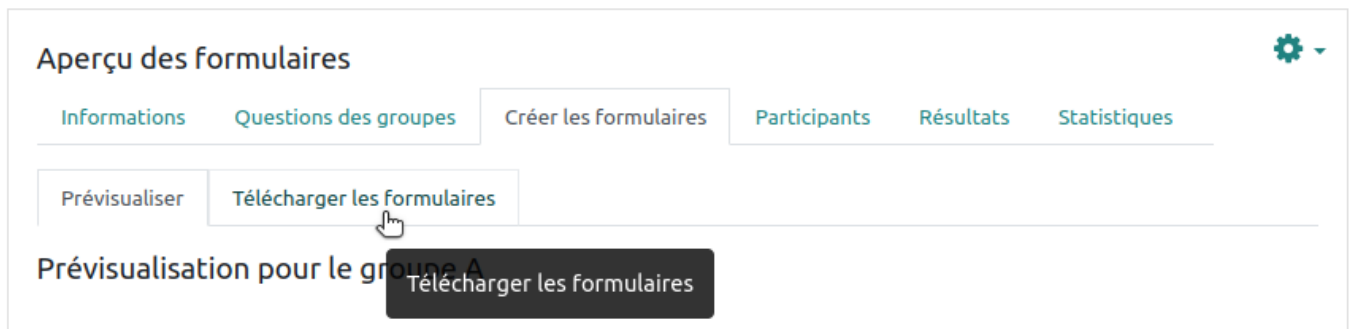 Aperçu des formulaires
Informations Questions des groupes Créer les formulaires Participants Résultats Statistiques
Prévisualiser Télécharger les formulaires
Prévisualisation pour le groupe A
Télécharger les formulaires